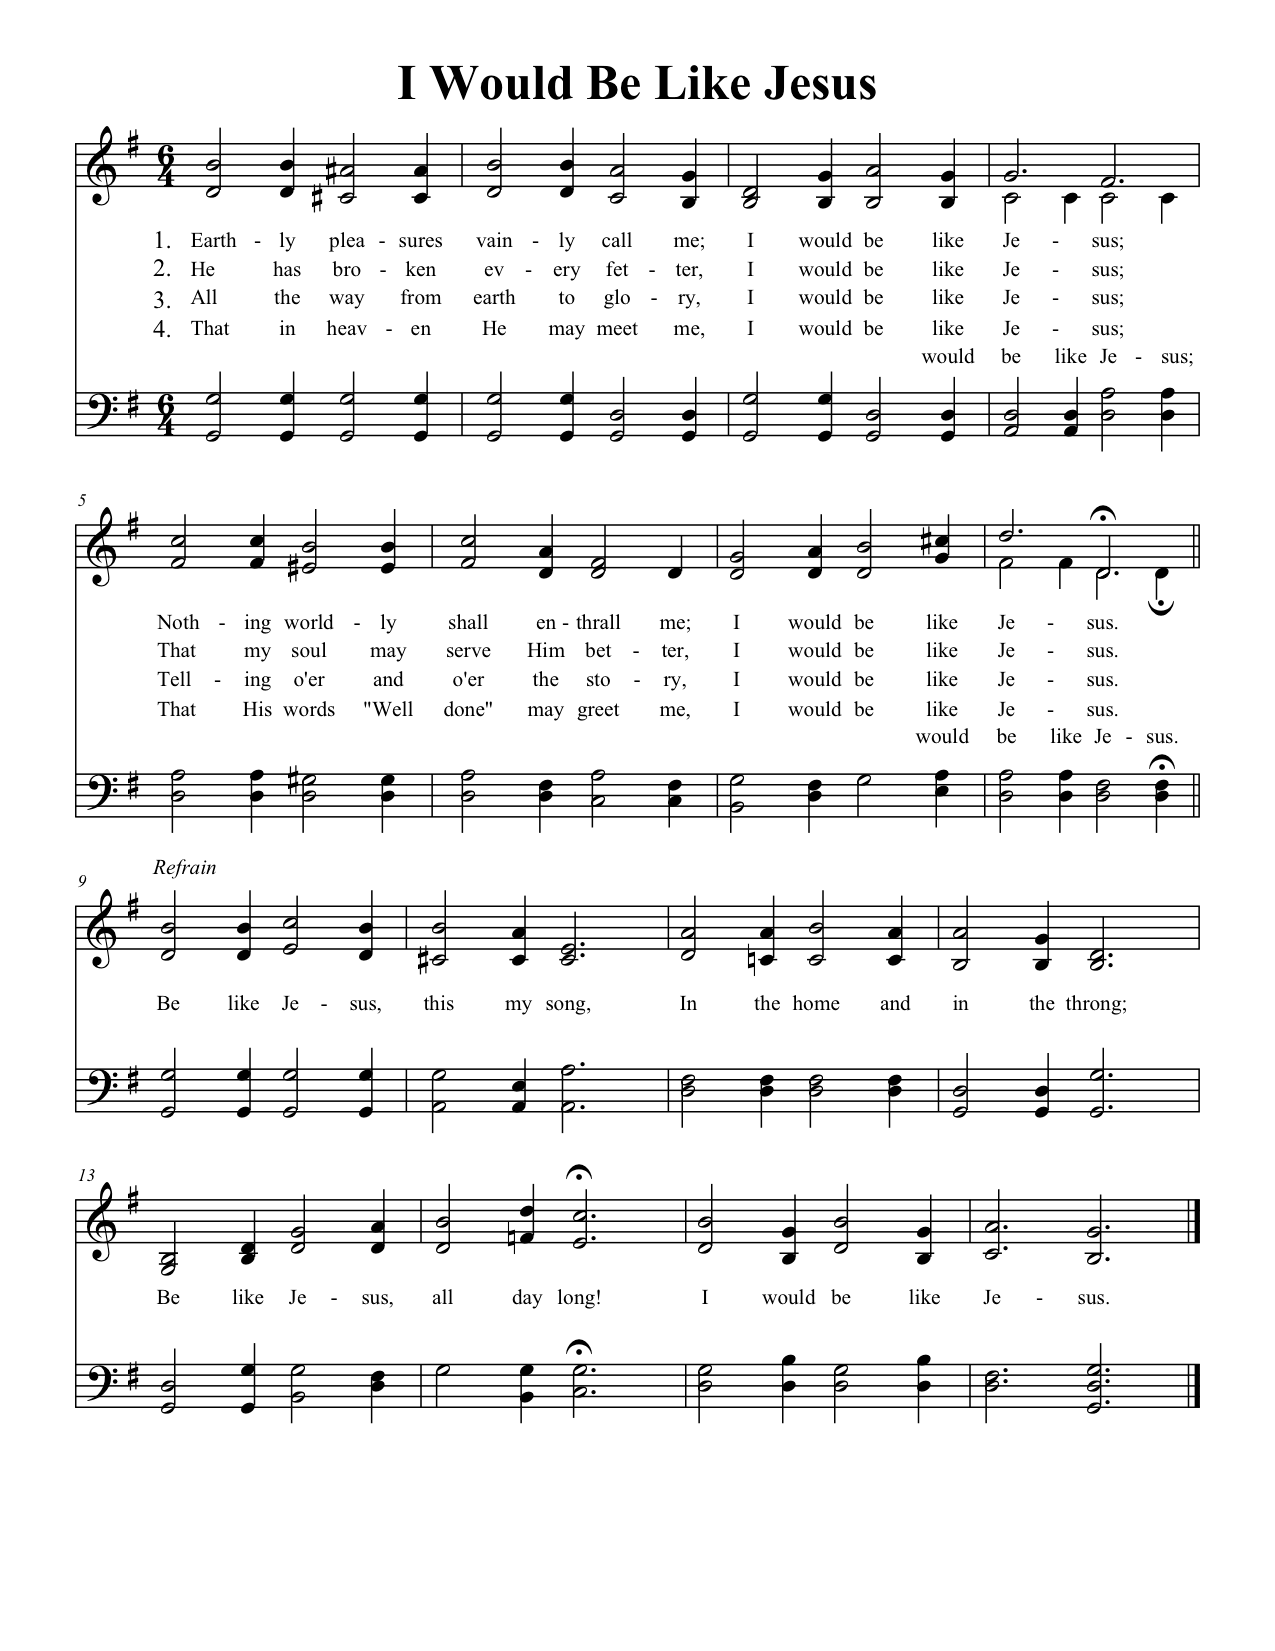 I Would Be Like Jesus
6 4
1. Earth - ly plea - sures vain - ly call me; I would be like Je - sus;
2. He has bro - ken ev - ery fet - ter, I would be like Je - sus;
3. All the way from earth to glo - ry, I would be like Je - sus;
4. That in heav - en He may meet me, I would be like Je - sus;
would be like Je - sus;
6 4
5
Noth - ing world - ly shall en - thrall me; I would be like Je - sus.
That my soul may serve Him bet - ter, I would be like Je - sus.
Tell - ing o'er and o'er the sto - ry, I would be like Je - sus.
That His words "Well done" may greet me, I would be like Je - sus.
would be like Je - sus.
Refrain
9
Be like Je - sus, this my song, In the home and in the throng;
13
Be like Je - sus, all day long! I would be like Je - sus.